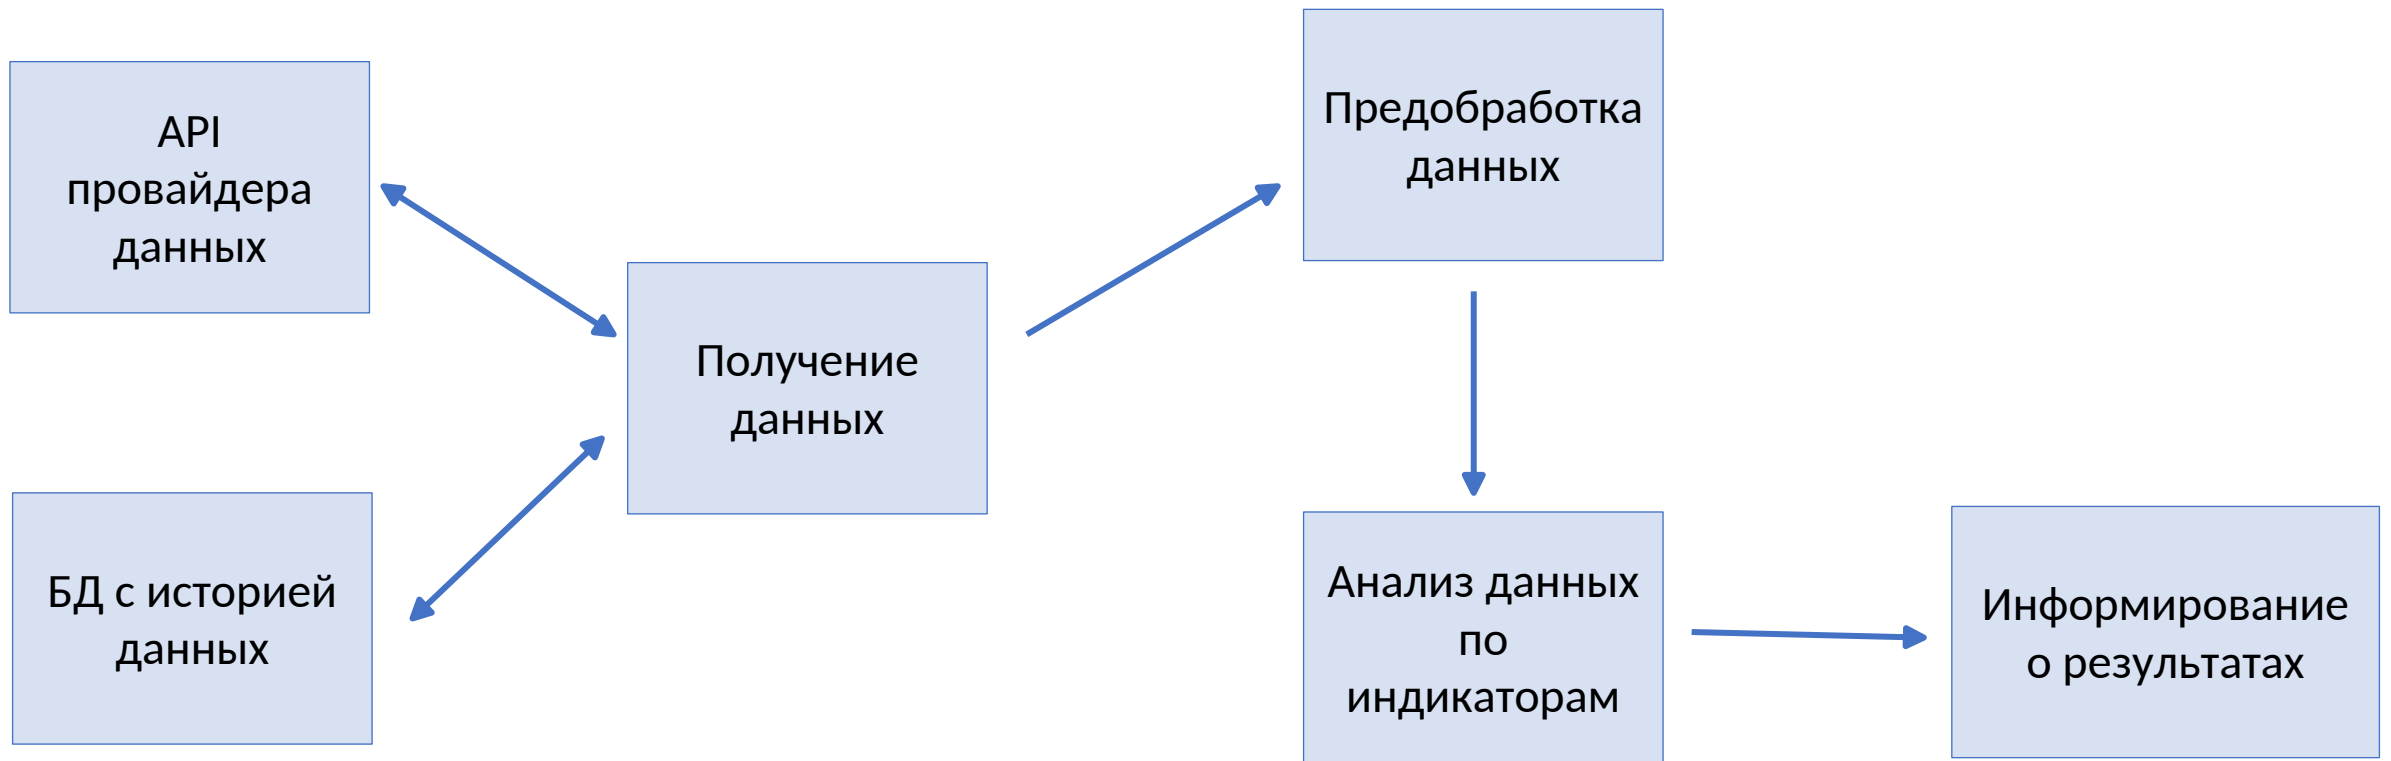 API
провайдера
данных
БД с историей
данных
Получение
данных
Предобработка
данных
Анализ данных
по
индикаторам
Информирование
о результатах